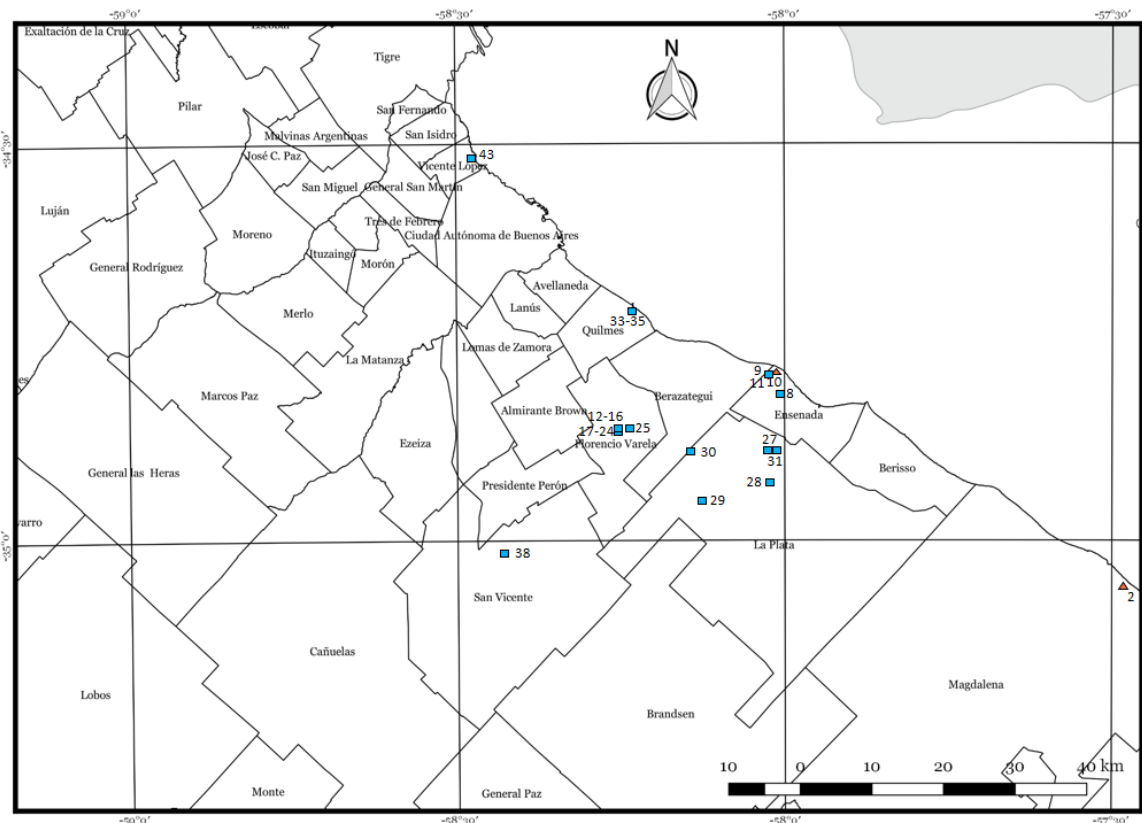 -59°0′
-58°30′
-58°0′
-57°30′
Exaltación de la Cruz
Escobar
Tigre
N
Pilar
San Fernando
Malvinas Argentinas
San Isidro
-34°30′
José C. Paz
43
Vicente López
San Miguel
General San Martín
Luján
Tres de Febrero
Moreno
Ciudad Autónoma de Buenos Aires
Ituzaingó
General Rodríguez
Morón
Avellaneda
Lanús
1
Merlo
33-35
Quilmes
Lomas de Zamora
La Matanza
9
10
11
8
Marcos Paz
Berazategui
Almirante Brown
12-16
Ensenada
17-24
25
Ezeiza
Florencio Varela
27
30
31
Berisso
General las Heras
Presidente Perón
28
29
varro
-35°0′
La Plata
38
San Vicente
2
Cañuelas
Magdalena
Lobos
Brandsen
10
0
10
20
30
40 km
Monte
General Paz
-59°0′
-58°30′
-58°0′
-57°30′